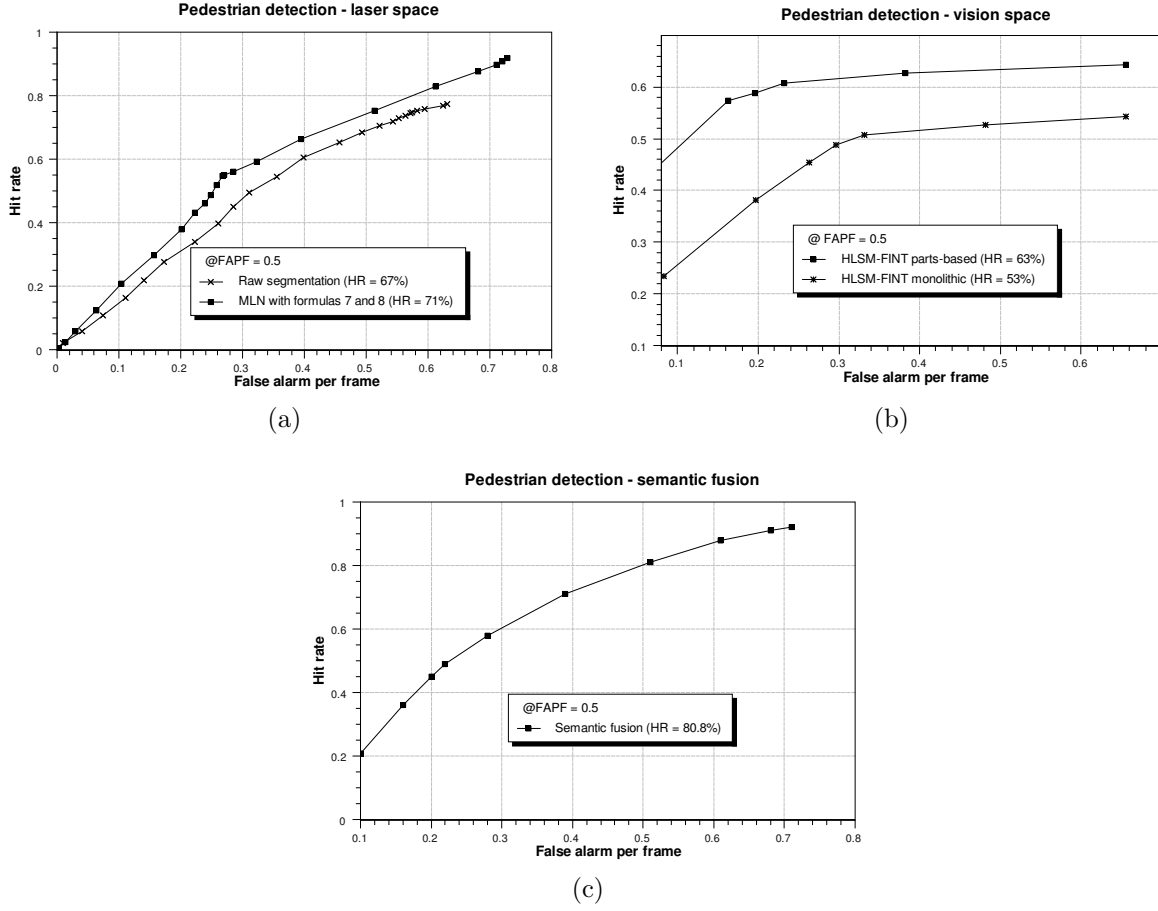 Pedestrian detection - laser space
1
0.8
0.6
0.4
0.2
0
Hit rate
@FAPF = 0.5
Raw segmentation (HR = 67%)
MLN with formulas 7 and 8 (HR = 71%)
0 0.1 0.2 0.3 0.4 0.5 0.6 0.7 0.8
False alarm per frame
(a)
Pedestrian detection - vision space
0.6
0.5
0.4
0.3
0.2
0.1
Hit rate
@ FAPF = 0.5
HLSM-FINT parts-based (HR = 63%)
HLSM-FINT monolithic (HR = 53%)
0.1 0.2 0.3 0.4 0.6
False alarm per frame
(b)
Pedestrian detection - semantic fusion
1
0.8
0.6
0.4
0.2
0
Hit rate
@FAPF = 0.5
Semantic fusion (HR = 80.8%)
0.1 0.2 0.3 0.4 0.5 0.6 0.7 0.8
False alarm per frame
(c)